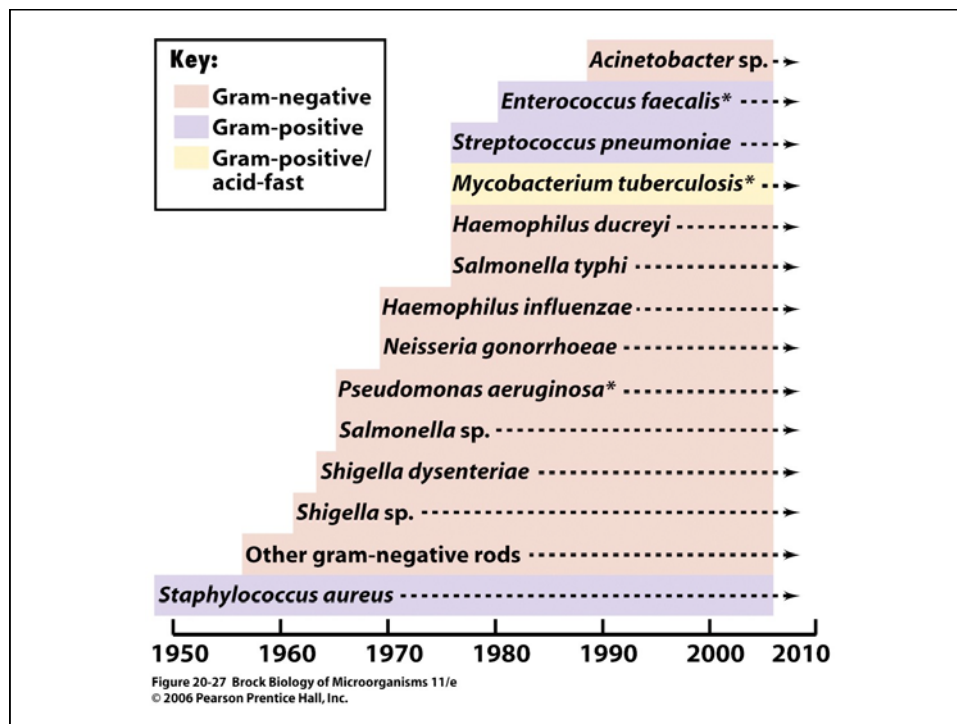 Key:
Gram-negative
Gram-positive
Gram-positive/
acid-fast
Acinetobacter sp.
Enterococcus faecalis*
Streptococcus pneumoniae
Mycobacterium tuberculosis*
Haemophilus ducreyi
Salmonella typhi
Haemophilus influenzae
Neisseria gonorrhoeae
Pseudomonas aeruginosa*
Salmonella sp.
Shigella dysenteriae
Shigella sp.
Other gram-negative rods
Staphylococcus aureus
1950 1960 1970 1980 1990 2000 2010
Figure 20-27 Brock Biology of Microorganisms 11/e
© 2006 Pearson Prentice Hall, Inc.